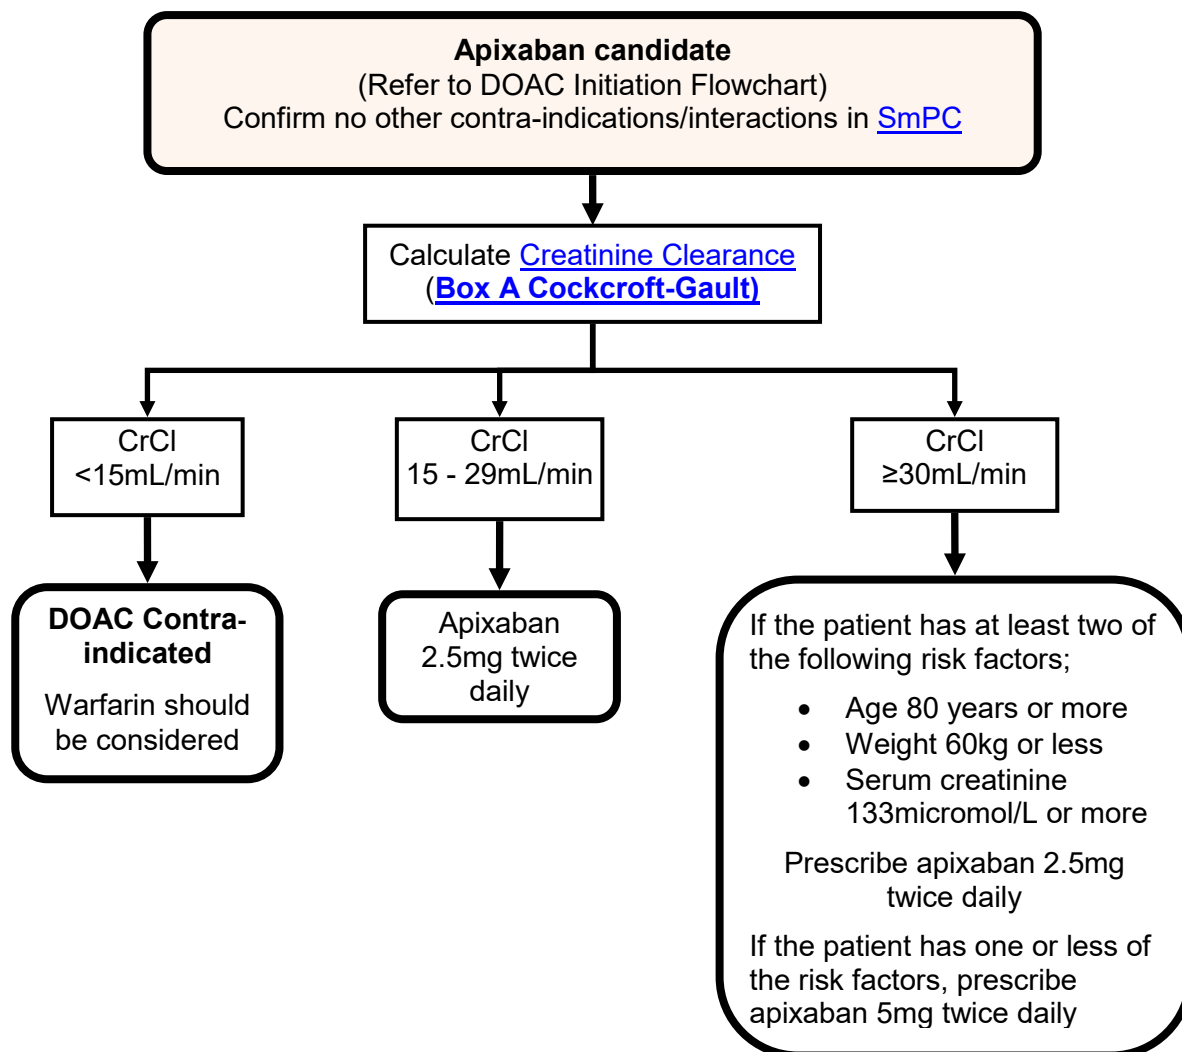 Apixaban candidate
(Refer to DOAC Initiation Flowchart)
Confirm no other contra-indications/interactions in SmPC
Calculate Creatinine Clearance
(Box A Cockcroft-Gault)
CrCl
<15mL/min
CrCl
15 - 29mL/min
CrCl
≥30mL/min
DOAC Contra-
indicated
Warfarin should
be considered
Apixaban
2.5mg twice
daily
If the patient has at least two of
the following risk factors;
• Age 80 years or more
• Weight 60kg or less
• Serum creatinine
133micromol/L or more
Prescribe apixaban 2.5mg
twice daily
If the patient has one or less of
the risk factors, prescribe
apixaban 5mg twice daily